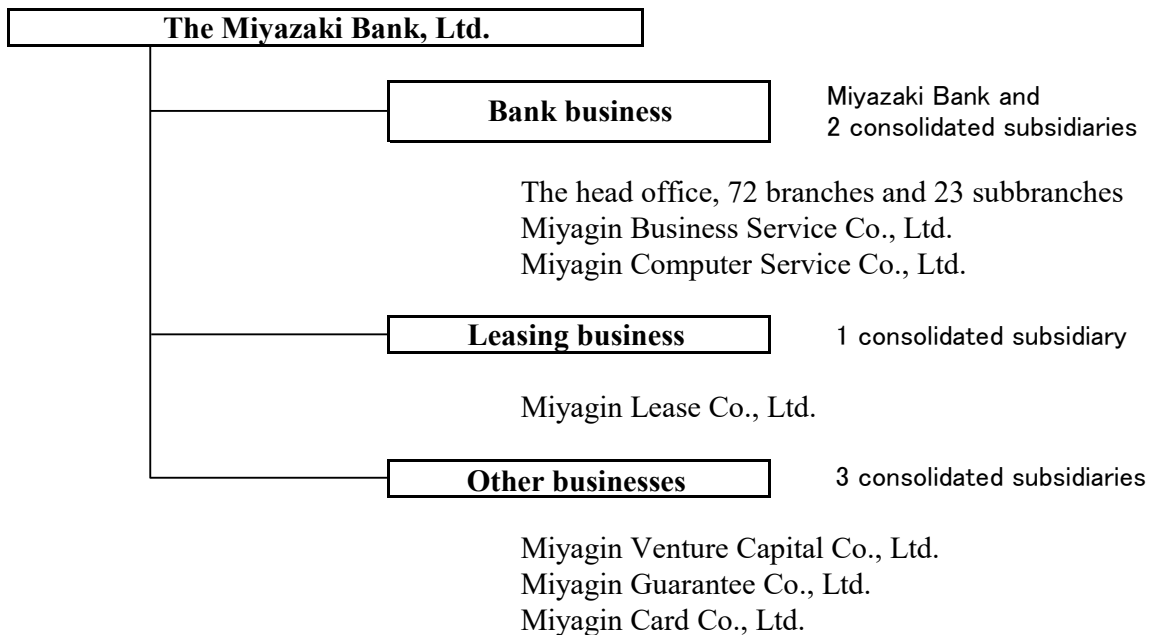 The Miyazaki Bank, Ltd.
Bank business
Miyazaki Bank and
2 consolidated subsidiaries
The head office, 72 branches and 23 subbranches
Miyagin Business Service Co., Ltd.
Miyagin Computer Service Co., Ltd.
Leasing business
1 consolidated subsidiary
Miyagin Lease Co., Ltd.
Other businesses
3 consolidated subsidiaries
Miyagin Venture Capital Co., Ltd.
Miyagin Guarantee Co., Ltd.
Miyagin Card Co., Ltd.